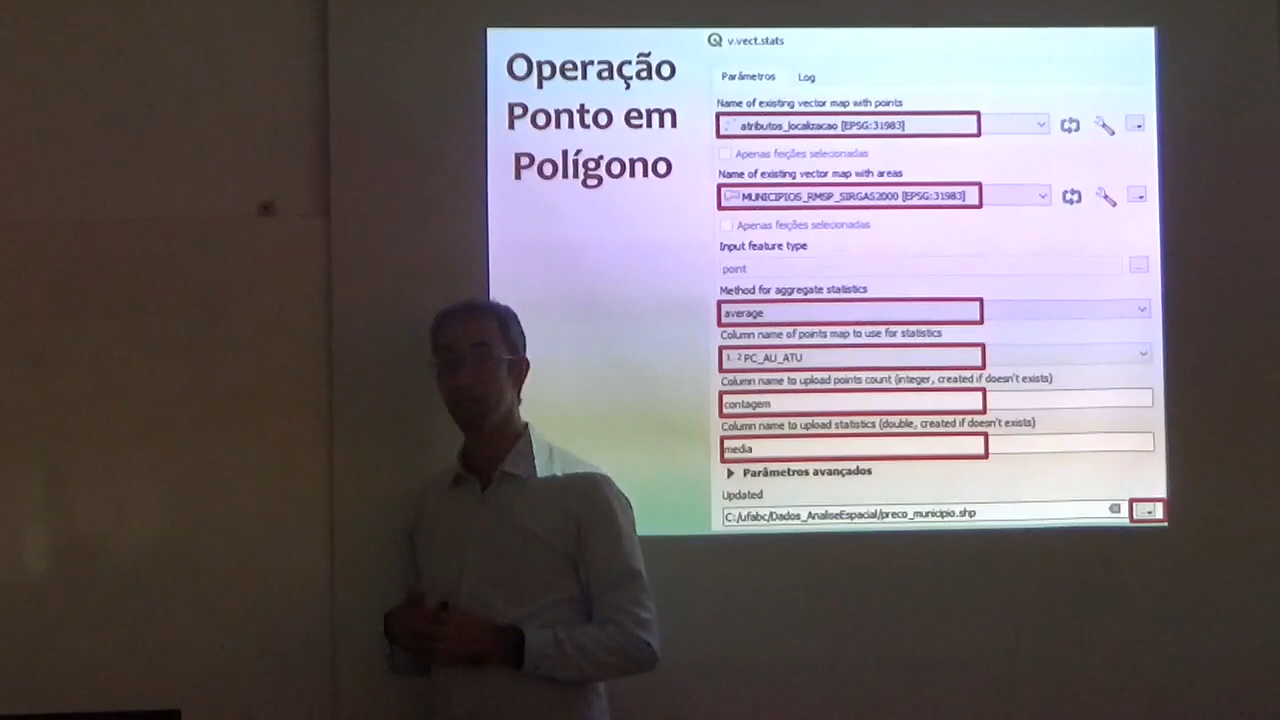 Operação
Ponto em
Polígono
v.vect.stats
Parâmetros Log
Name of existing vector map with points
atributos_localizacao [EPSG:31983]
Apenas feições selecionadas
Name of existing vector map with areas
MUNICIPIOS_RMSP_SIRGAS2000 [EPSG:31983]
Apenas feições selecionadas
Input feature type
point
...
Method for aggregate statistics
average
Column name of points map to use for statistics
1.2 PC_AU_ATU
Column name to upload points count (integer, created if doesn't exists)
contagem
Column name to upload statistics (double, created if doesn't exists)
media
Parâmetros avançados
Updated
C:/ufabc/Dados_AnaliseEspacial/preco_municipio.shp